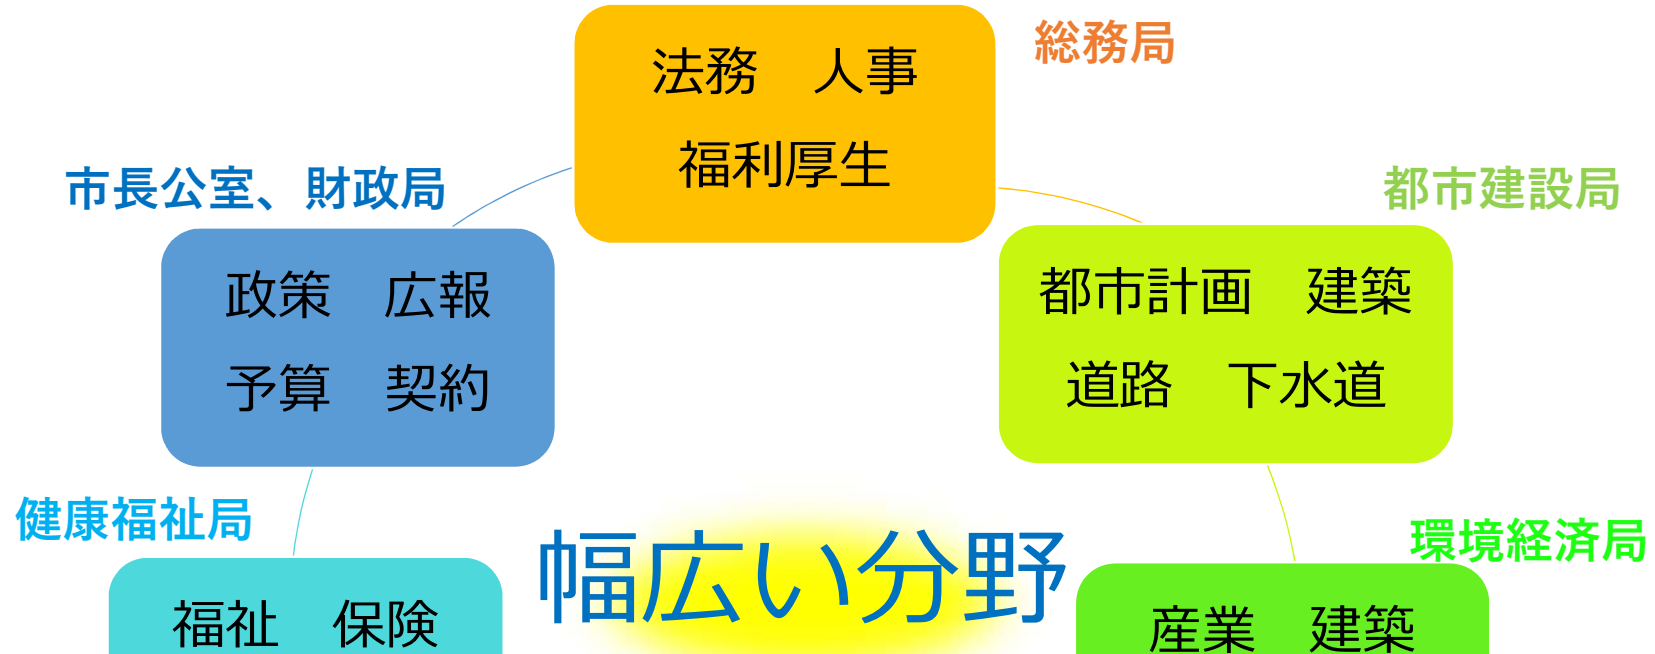 総務局
法務　人事
福利厚生
市長公室、財政局
政策　広報
予算　契約
都市建設局
都市計画　建築
道路　下水道
健康福祉局
福祉　保険
幅広い分野
環境経済局
産業　建築